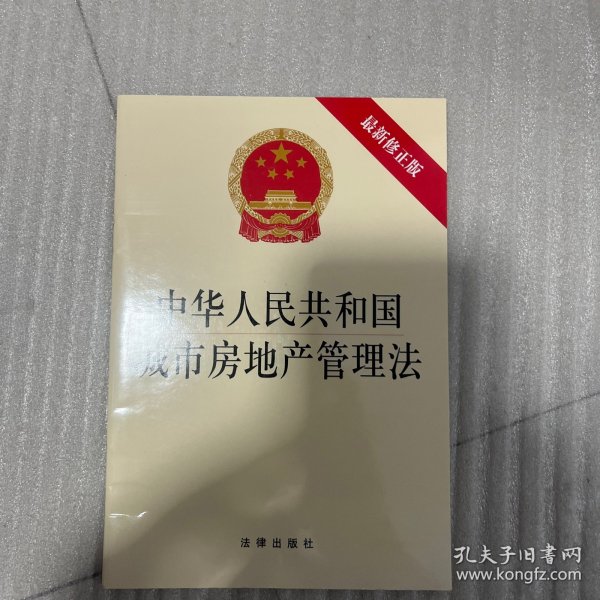 最新修正版
中华人民共和国
城市房地产管理法
法律出版社
孔夫子旧书网
www.kongfz.com